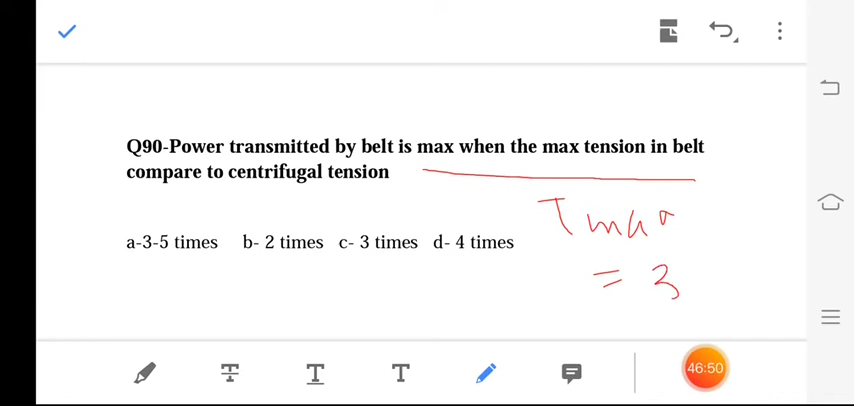 Q90-Power transmitted by belt is max when the max tension in belt
compare to centrifugal tension
a-3-5 times b- 2 times c- 3 times d- 4 times
T max
= 3
T T T
46:50